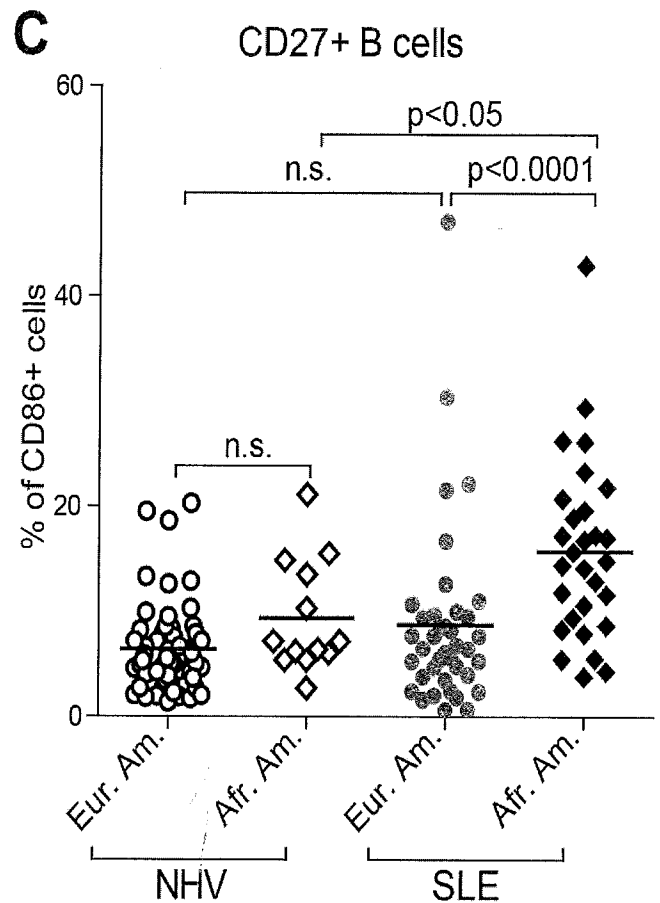 C
CD27+ B cells
60
p<0.05
n.s.
p<0.0001
% of CD86+ cells
40
n.s.
20
0
Eur. Am.
Afr. Am.
Eur. Am.
Afr. Am.
NHV
SLE